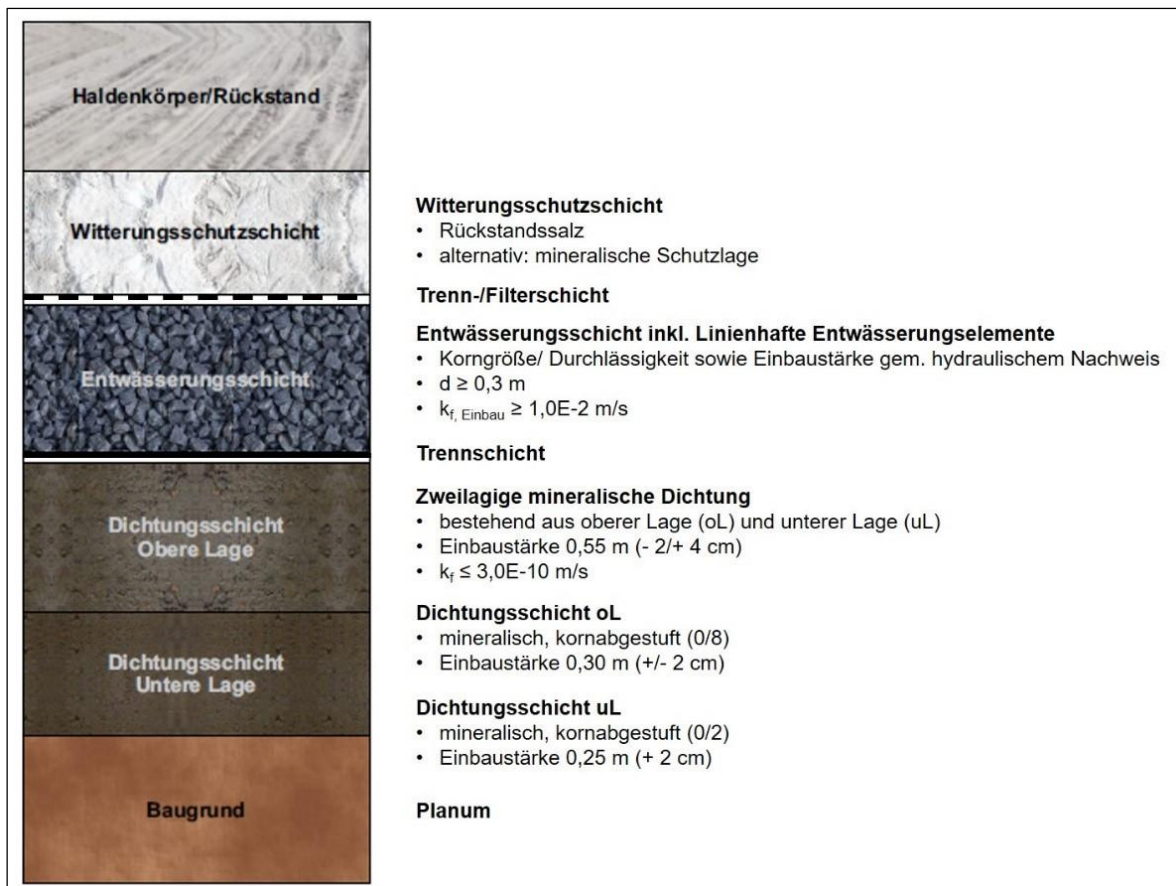 Haldenkörper/Rückstand
Witterungsschutzschicht
Witterungsschutzschicht
• Rückstandssalz
• alternativ: mineralische Schutzlage
Trenn-/Filterschicht
Entwässerungsschicht
Entwässerungsschicht inkl. Linienhafte Entwässerungselemente
• Korngröße/ Durchlässigkeit sowie Einbaustärke gem. hydraulischem Nachweis
• d ≥ 0,3 m
• kf, Einbau ≥ 1,0E-2 m/s
Trennschicht
Dichtungsschicht
Obere Lage
Zweilagige mineralische Dichtung
• bestehend aus oberer Lage (oL) und unterer Lage (uL)
• Einbaustärke 0,55 m (- 2/+ 4 cm)
• kf ≤ 3,0E-10 m/s
Dichtungsschicht oL
• mineralisch, kornabgestuft (0/8)
• Einbaustärke 0,30 m (+/- 2 cm)
Dichtungsschicht
Untere Lage
Dichtungsschicht uL
• mineralisch, kornabgestuft (0/2)
• Einbaustärke 0,25 m (+ 2 cm)
Baugrund
Planum